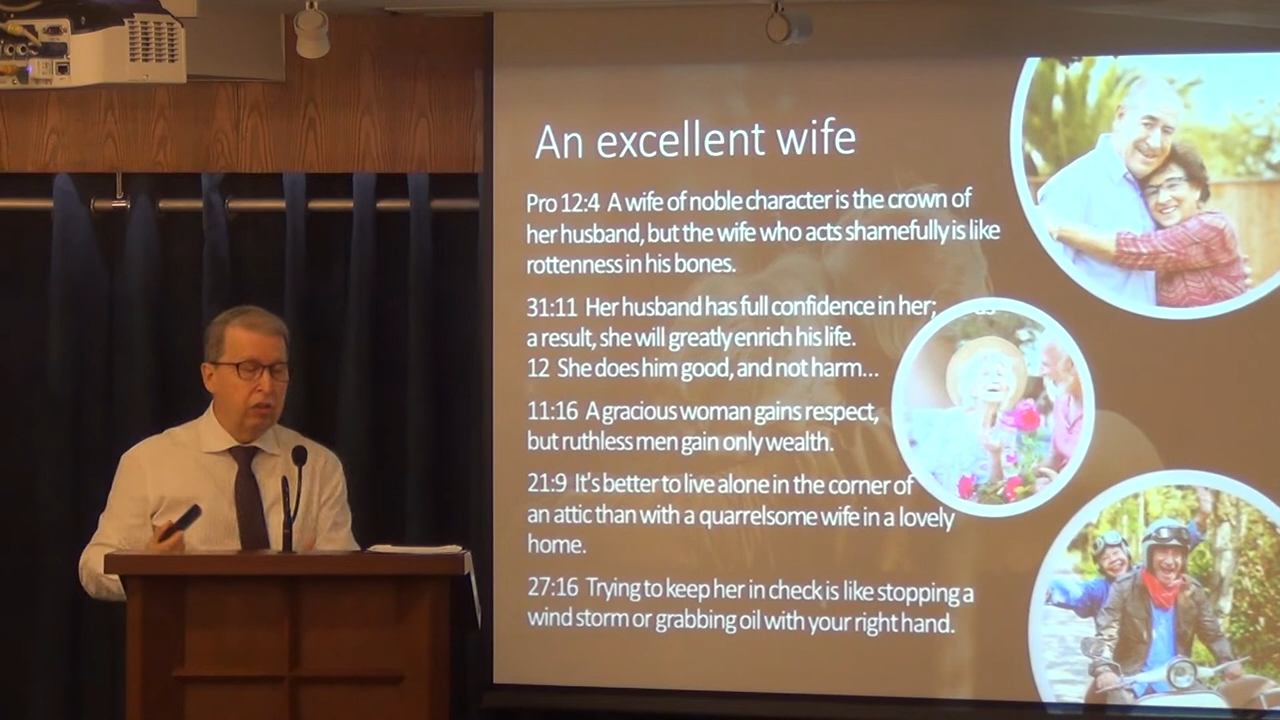 An excellent wife
Pro 12:4 A wife of noble character is the crown of
her husband, but the wife who acts shamefully is like
rottenness in his bones.
31:11 Her husband has full confidence in her; as
a result, she will greatly enrich his life.
12 She does him good, and not harm...
11:16 A gracious woman gains respect,
but ruthless men gain only wealth.
21:9 It's better to live alone in the corner of
an attic than with a quarrelsome wife in a lovely
home.
27:16 Trying to keep her in check is like stopping a
wind storm or grabbing oil with your right hand.